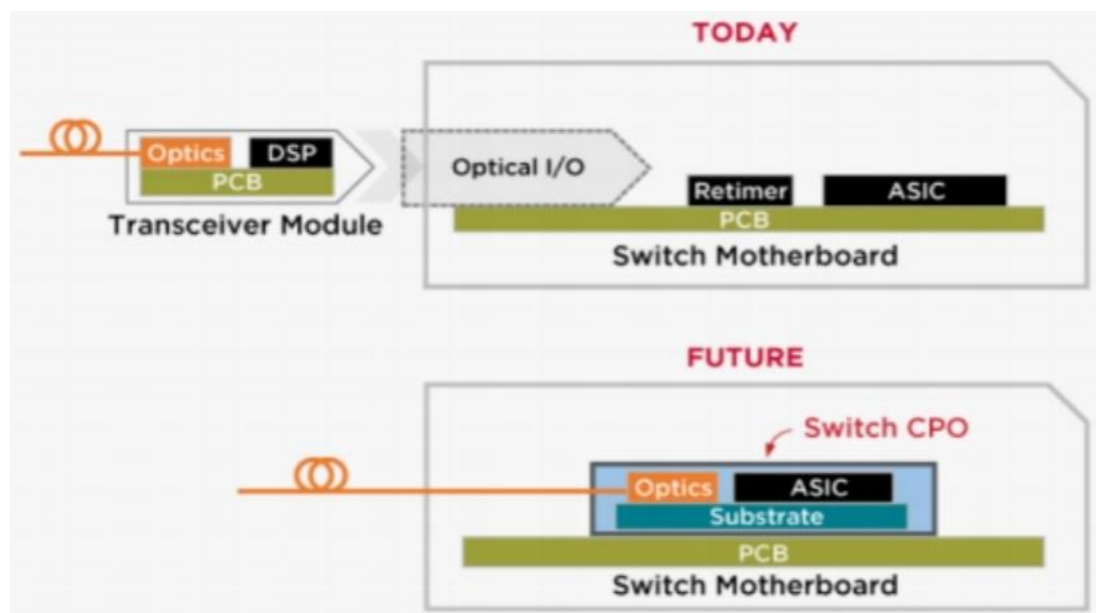 TODAY
Optics
DSP
PCB
Transceiver Module
Optical I/O
Retimer
ASIC
PCB
Switch Motherboard
FUTURE
Switch CPO
Optics
ASIC
Substrate
PCB
Switch Motherboard